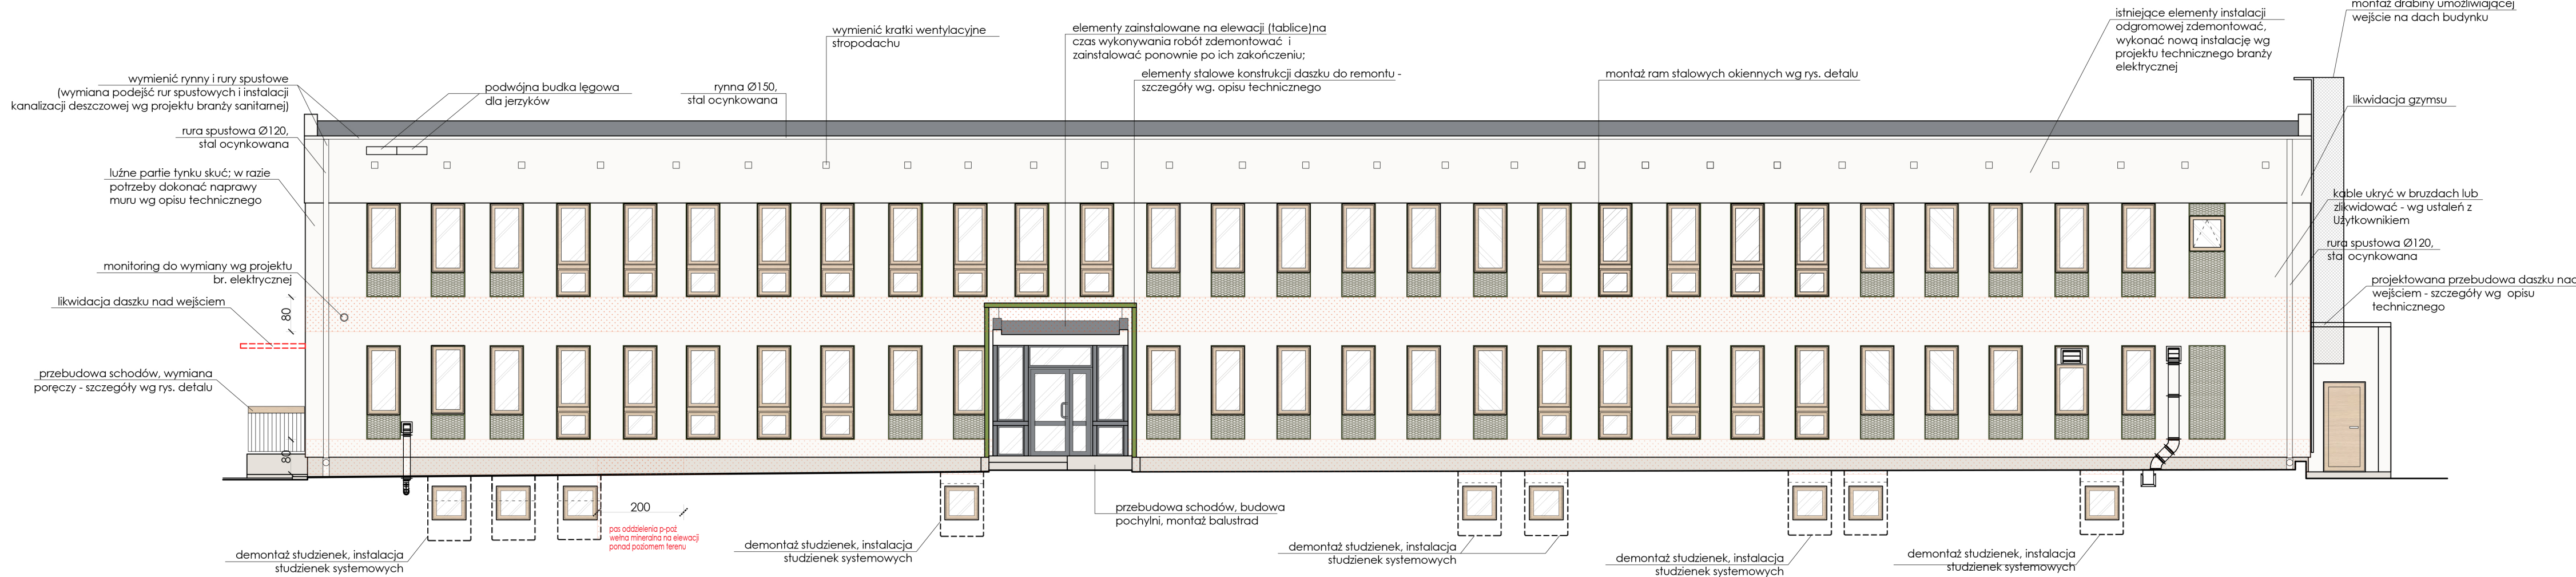 wymienić rynny i rury spustowe
(wymiana podejść rur spustowych i instalacji
kanalizacji deszczowej wg projektu branży sanitarnej)
rura spustowa Ø120,
stal ocynkowana
luźne partie tynku skuć; w razie
potrzeby dokonać naprawy
muru wg opisu technicznego
monitoring do wymiany wg projektu
br. elektrycznej
likwidacja daszku nad wejściem
przebudowa schodów, wymiana
poręczy - szczegóły wg rys. detalu
80
80
podwójna budka lęgowa
dla jerzyków
rynna Ø150,
stal ocynkowana
wymienić kratki wentylacyjne
stropodachu
elementy zainstalowane na elewacji (tablice)na
czas wykonywania robót zdemontować i
zainstalować ponownie po ich zakończeniu;
elementy stalowe konstrukcji daszku do remontu -
szczegóły wg. opisu technicznego
montaż ram stalowych okiennych wg rys. detalu
istniejące elementy instalacji
odgromowej zdemontować,
wykonać nową instalację wg
projektu technicznego branży
elektrycznej
montaż drabiny umożliwiającej
wejście na dach budynku
likwidacja gzymsu
kable ukryć w bruzdach lub
zlikwidować - wg ustaleń z
Użytkownikiem
rura spustowa Ø120,
stal ocynkowana
projektowana przebudowa daszku nad
wejściem - szczegóły wg opisu
technicznego
200
pas oddzielenia p-poż
wełna mineralna na elewacji
ponad poziomem terenu
demontaż studzienek, instalacja
studzienek systemowych
demontaż studzienek, instalacja
studzienek systemowych
przebudowa schodów, budowa
pochylni, montaż balustrad
demontaż studzienek, instalacja
studzienek systemowych
demontaż studzienek, instalacja
studzienek systemowych
demontaż studzienek, instalacja
studzienek systemowych